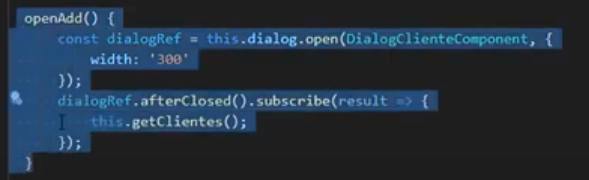 openAdd() {
const dialogRef = this.dialog.open(DialogClienteComponent, {
width: '300'
});
dialogRef.afterClosed().subscribe(result => {
this.getClientes();
});
}